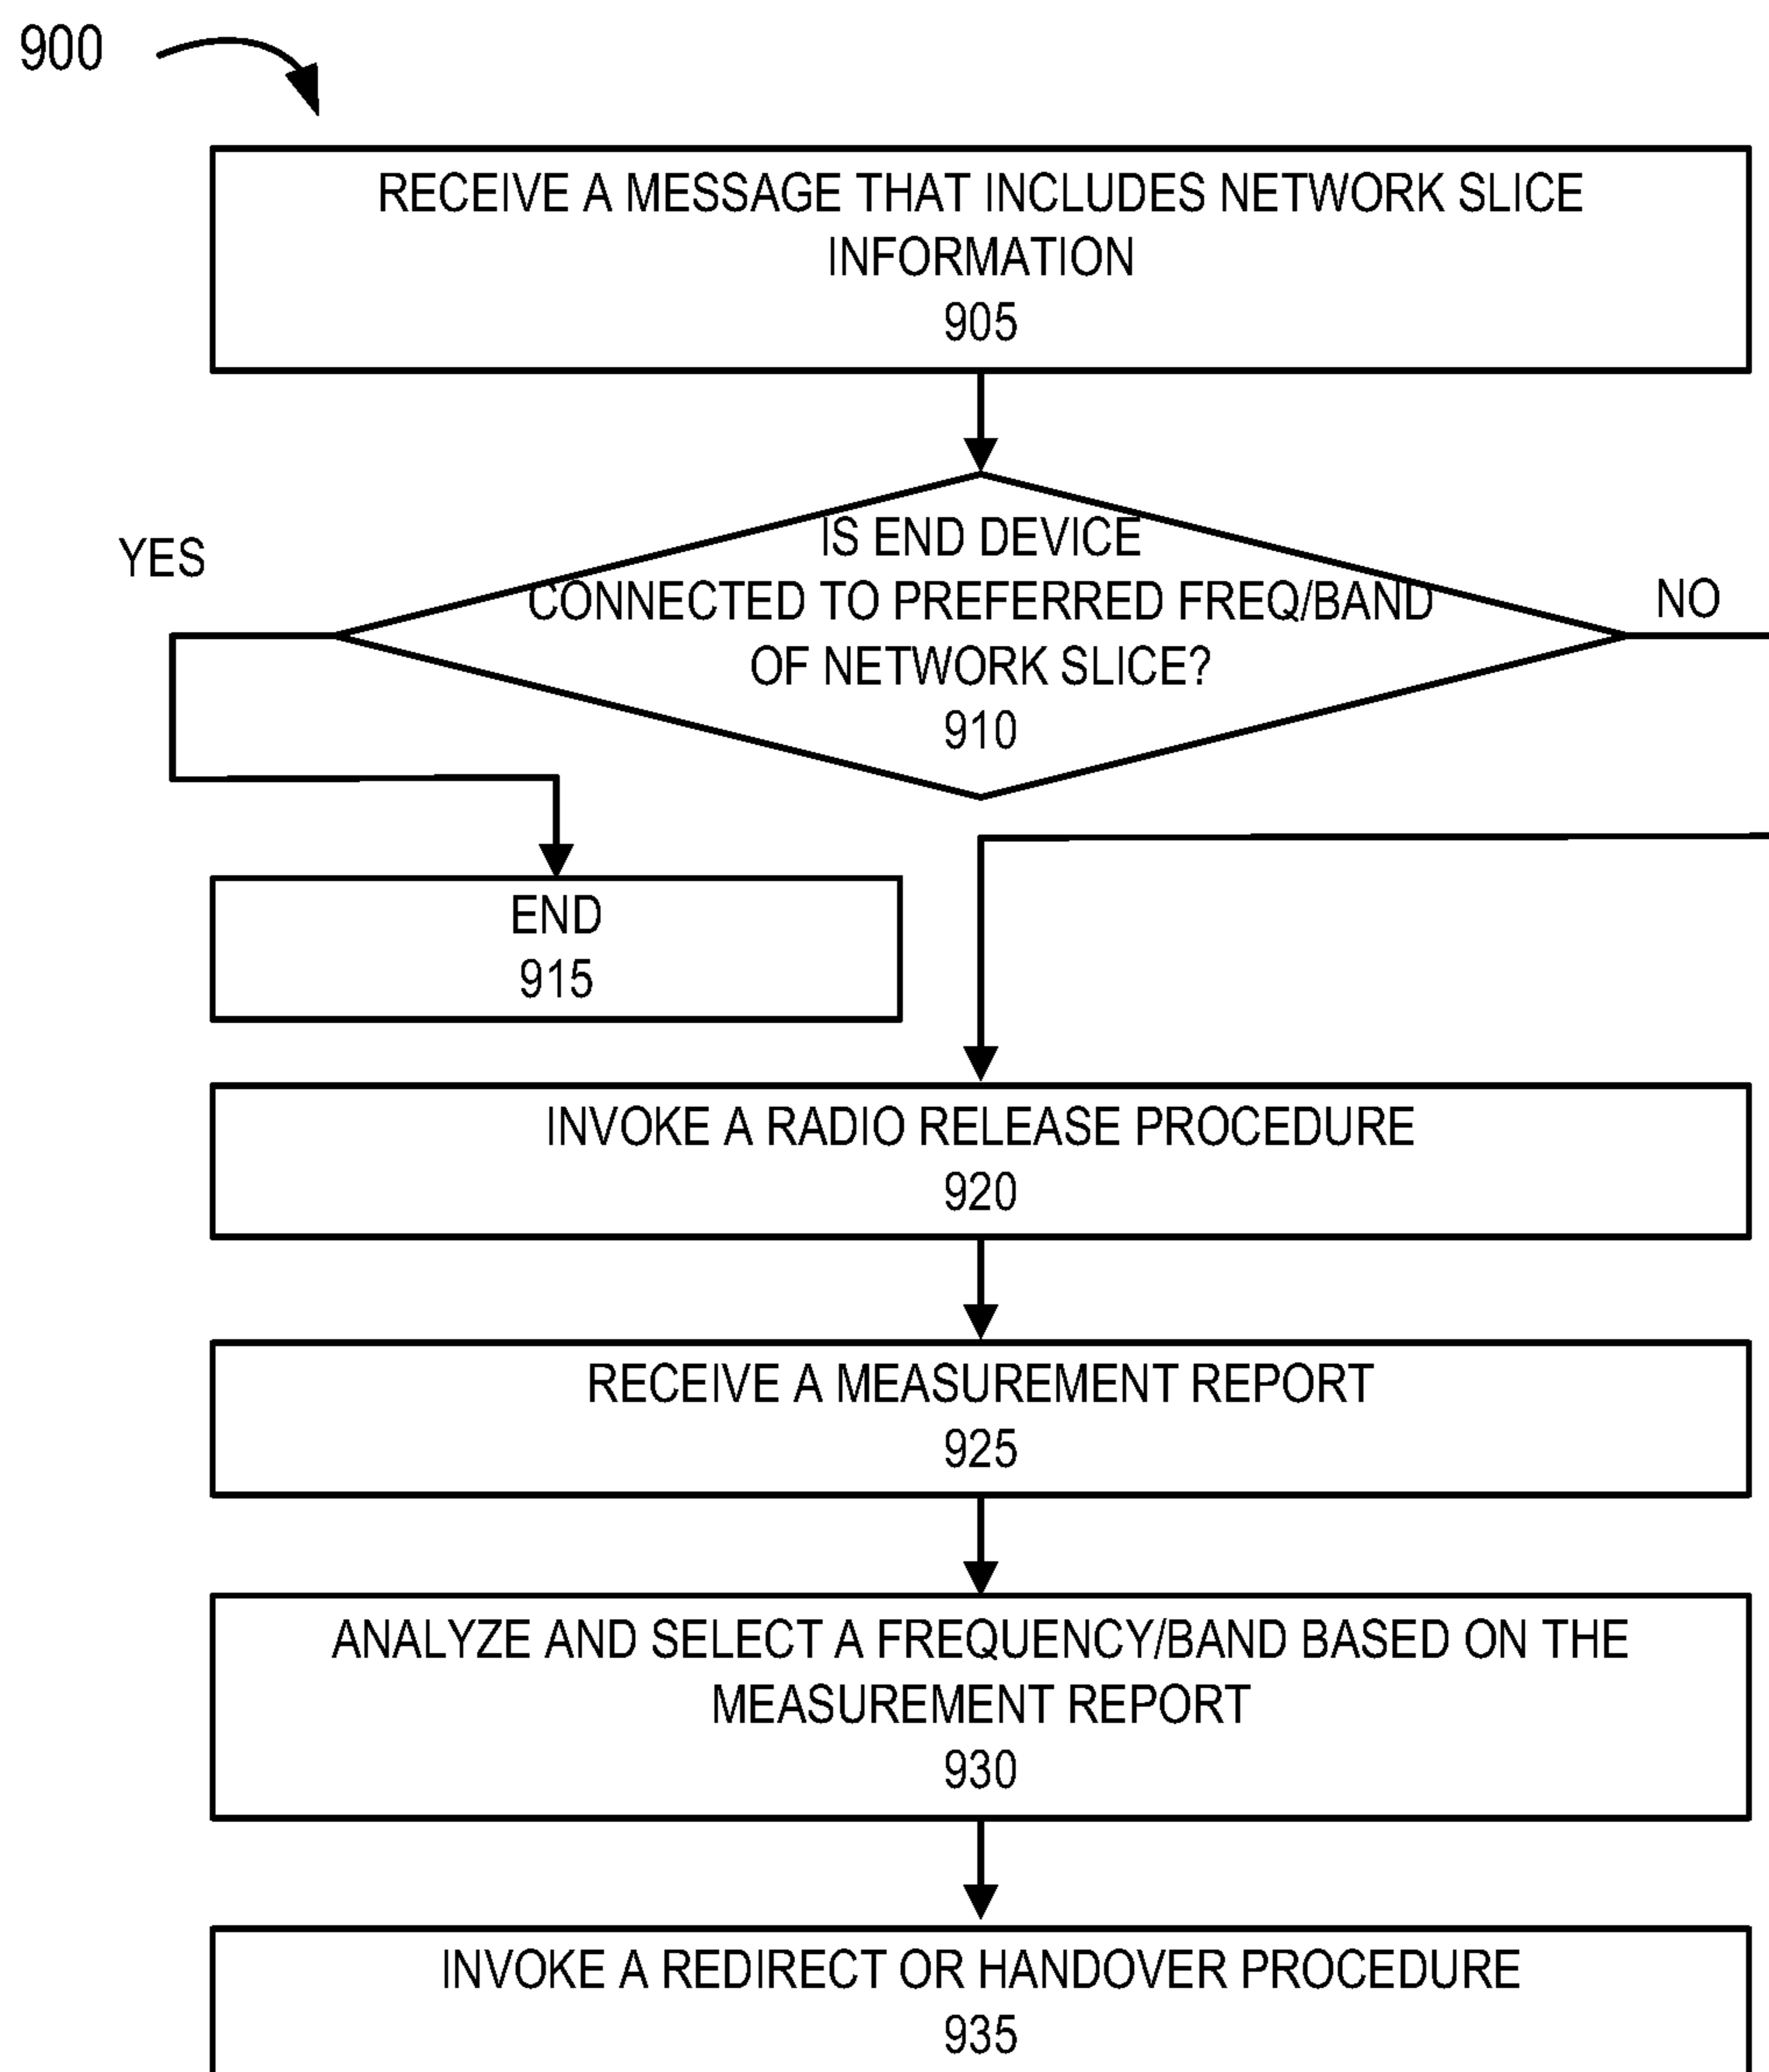 900
RECEIVE A MESSAGE THAT INCLUDES NETWORK SLICE
INFORMATION
905
IS END DEVICE
CONNECTED TO PREFERRED FREQ/BAND
OF NETWORK SLICE?
910
YES
NO
END
915
INVOKE A RADIO RELEASE PROCEDURE
920
RECEIVE A MEASUREMENT REPORT
925
ANALYZE AND SELECT A FREQUENCY/BAND BASED ON THE
MEASUREMENT REPORT
930
INVOKE A REDIRECT OR HANDOVER PROCEDURE
935